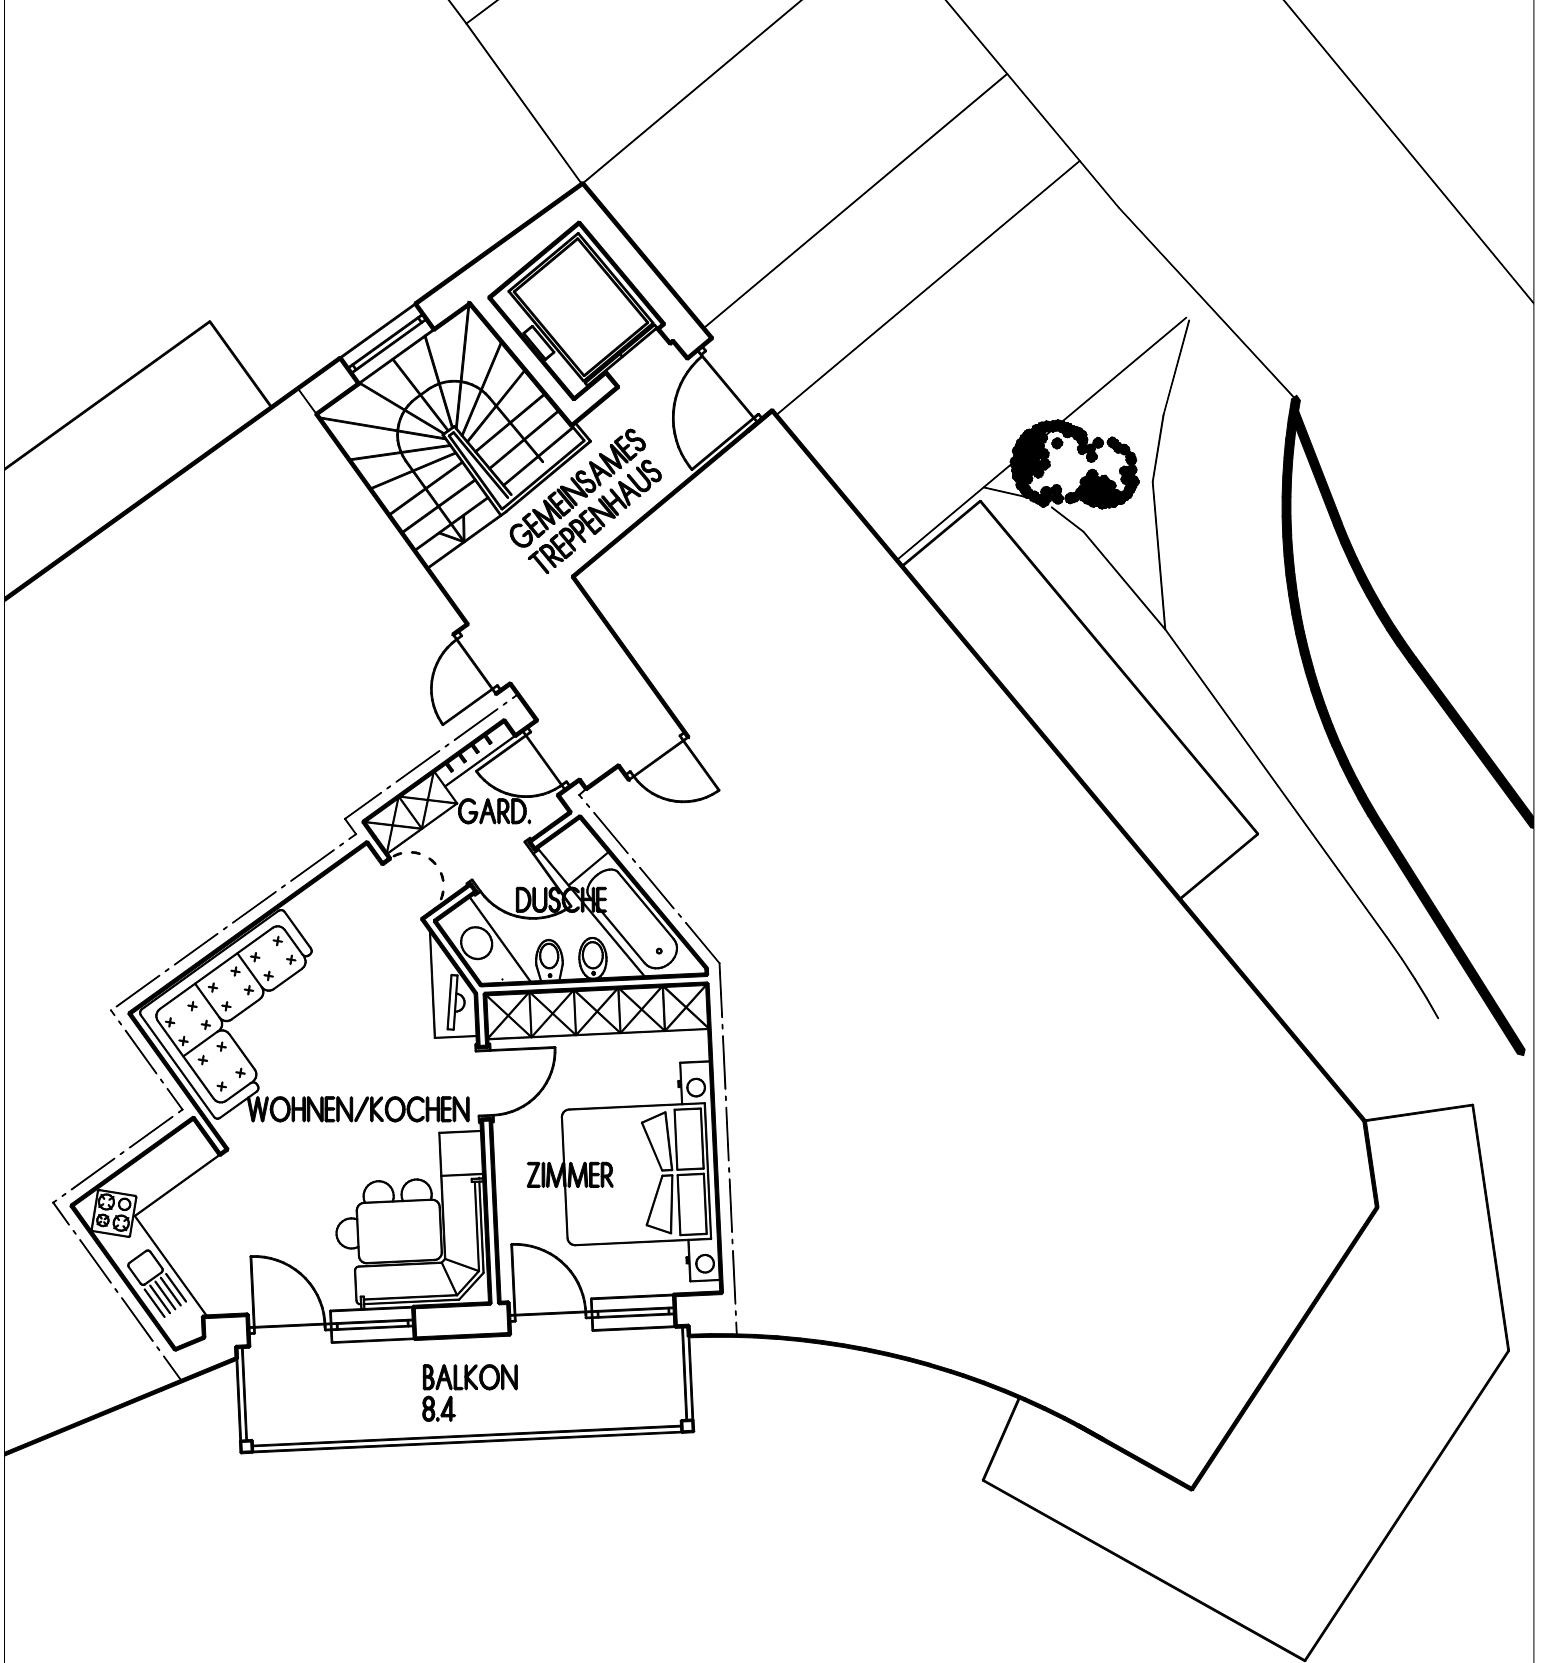 GEMEINSAMES
TREPPENHAUS
GARD.
DUSCHE
WOHNEN/KOCHEN
ZIMMER
BALKON
8.4